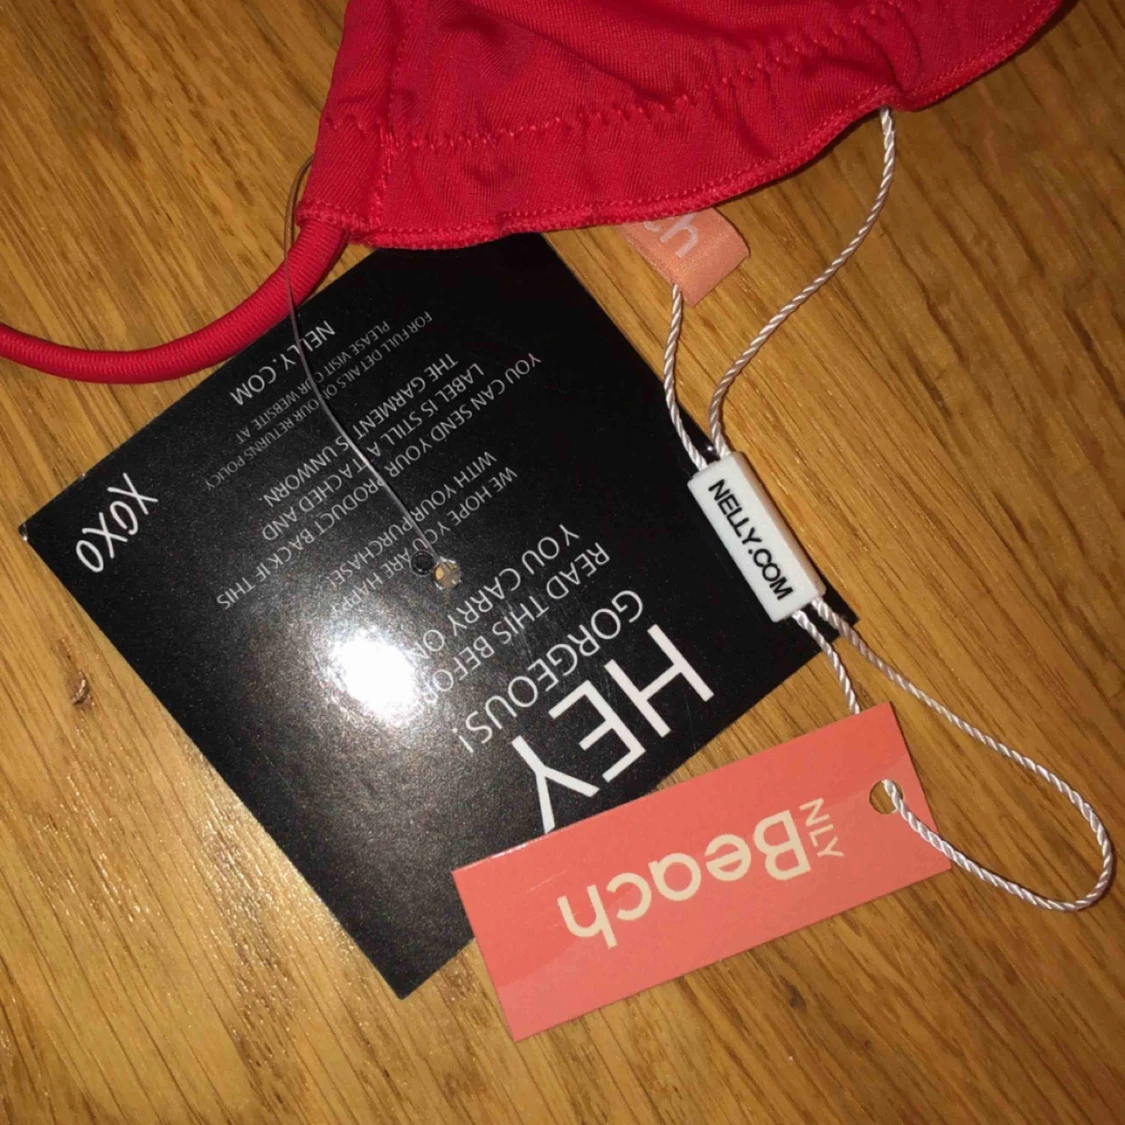 HEY
GORGEOUS!
READ THIS BEFORE
YOU CARRY ON
WE HOPE YOU ARE HAPPY
WITH YOUR PURCHASE.
YOU CAN SEND YOUR PRODUCT BACK IF THIS
LABEL IS STILL ATTACHED AND
THE GARMENT IS UNWORN.
FOR FULL DETAILS ON OUR RETURNS POLICY
PLEASE VISIT OUR WEBSITE AT
NELLY.COM
XOXO
NELLY.COM
NLY
Beach
ch